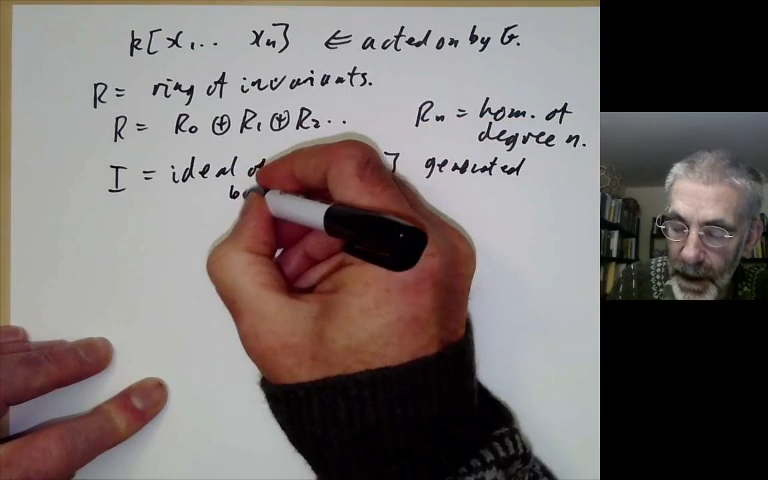 k[x₁... xₙ] ⇐ acted on by G.
R = ring of invariants.
R = R₀ ⊕ R₁ ⊕ R₂ ..
Rₙ = hom. of
degree n.
I = ideal of ] generated